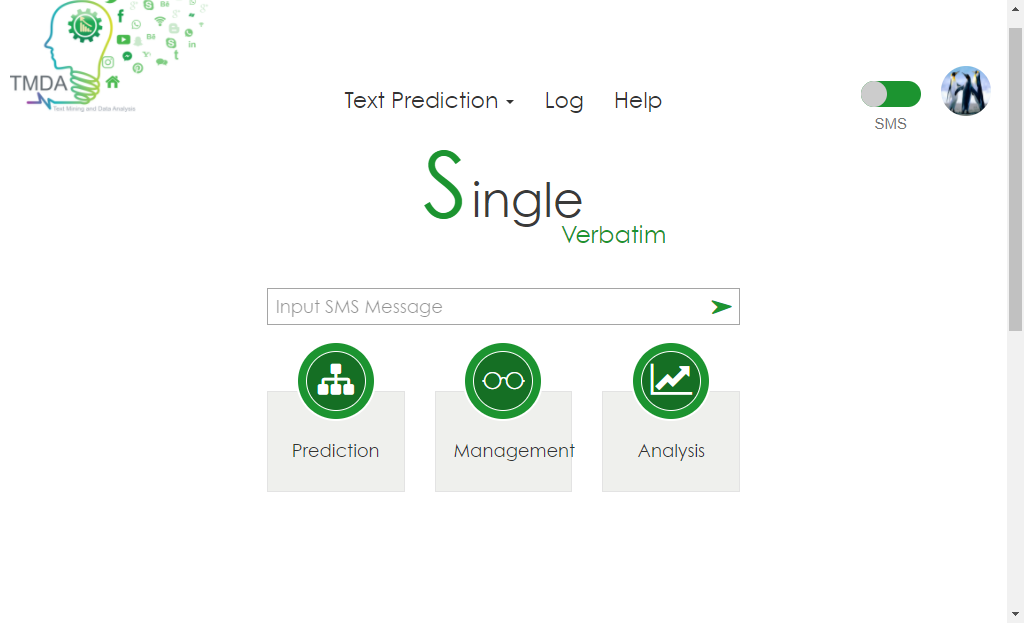 TMDA
Text Mining and Data Analysis
Text Prediction
Log
Help
SMS
Single
Verbatim
Input SMS Message
Prediction
Management
Analysis